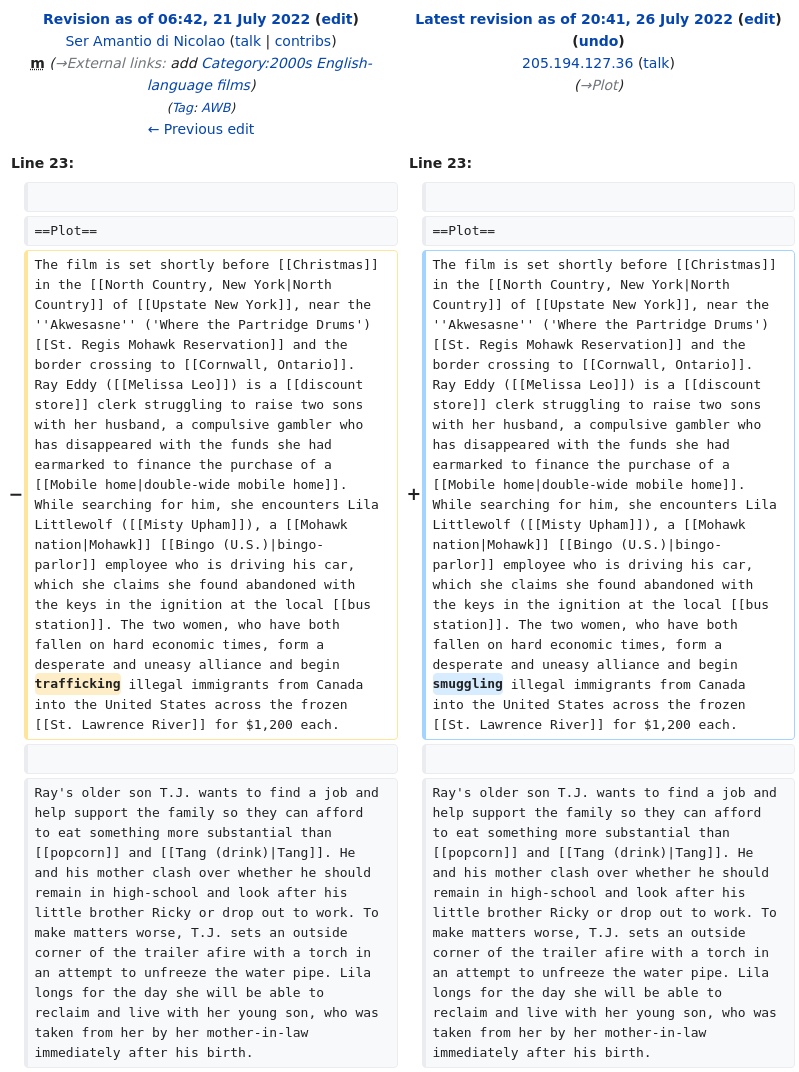 Revision as of 06:42, 21 July 2022 (edit)
Ser Amantio di Nicolao (talk | contribs)
m (→External links: add Category:2000s English-
language films)
(Tag: AWB)
← Previous edit
Latest revision as of 20:41, 26 July 2022 (edit)
(undo)
205.194.127.36 (talk)
(→Plot)
Line 23:
Line 23:
==Plot==
==Plot==
−
The film is set shortly before [[Christmas]]
in the [[North Country, New York|North
Country]] of [[Upstate New York]], near the
''Akwesasne'' ('Where the Partridge Drums')
[[St. Regis Mohawk Reservation]] and the
border crossing to [[Cornwall, Ontario]].
Ray Eddy ([[Melissa Leo]]) is a [[discount
store]] clerk struggling to raise two sons
with her husband, a compulsive gambler who
has disappeared with the funds she had
earmarked to finance the purchase of a
[[Mobile home|double-wide mobile home]].
While searching for him, she encounters Lila
Littlewolf ([[Misty Upham]]), a [[Mohawk
nation|Mohawk]] [[Bingo (U.S.)|bingo-
parlor]] employee who is driving his car,
which she claims she found abandoned with
the keys in the ignition at the local [[bus
station]]. The two women, who have both
fallen on hard economic times, form a
desperate and uneasy alliance and begin
trafficking illegal immigrants from Canada
into the United States across the frozen
[[St. Lawrence River]] for $1,200 each.
+
The film is set shortly before [[Christmas]]
in the [[North Country, New York|North
Country]] of [[Upstate New York]], near the
''Akwesasne'' ('Where the Partridge Drums')
[[St. Regis Mohawk Reservation]] and the
border crossing to [[Cornwall, Ontario]].
Ray Eddy ([[Melissa Leo]]) is a [[discount
store]] clerk struggling to raise two sons
with her husband, a compulsive gambler who
has disappeared with the funds she had
earmarked to finance the purchase of a
[[Mobile home|double-wide mobile home]].
While searching for him, she encounters Lila
Littlewolf ([[Misty Upham]]), a [[Mohawk
nation|Mohawk]] [[Bingo (U.S.)|bingo-
parlor]] employee who is driving his car,
which she claims she found abandoned with
the keys in the ignition at the local [[bus
station]]. The two women, who have both
fallen on hard economic times, form a
desperate and uneasy alliance and begin
smuggling illegal immigrants from Canada
into the United States across the frozen
[[St. Lawrence River]] for $1,200 each.
Ray's older son T.J. wants to find a job and
help support the family so they can afford
to eat something more substantial than
[[popcorn]] and [[Tang (drink)|Tang]]. He
and his mother clash over whether he should
remain in high-school and look after his
little brother Ricky or drop out to work. To
make matters worse, T.J. sets an outside
corner of the trailer afire with a torch in
an attempt to unfreeze the water pipe. Lila
longs for the day she will be able to
reclaim and live with her young son, who was
taken from her by her mother-in-law
immediately after his birth.
Ray's older son T.J. wants to find a job and
help support the family so they can afford
to eat something more substantial than
[[popcorn]] and [[Tang (drink)|Tang]]. He
and his mother clash over whether he should
remain in high-school and look after his
little brother Ricky or drop out to work. To
make matters worse, T.J. sets an outside
corner of the trailer afire with a torch in
an attempt to unfreeze the water pipe. Lila
longs for the day she will be able to
reclaim and live with her young son, who was
taken from her by her mother-in-law
immediately after his birth.